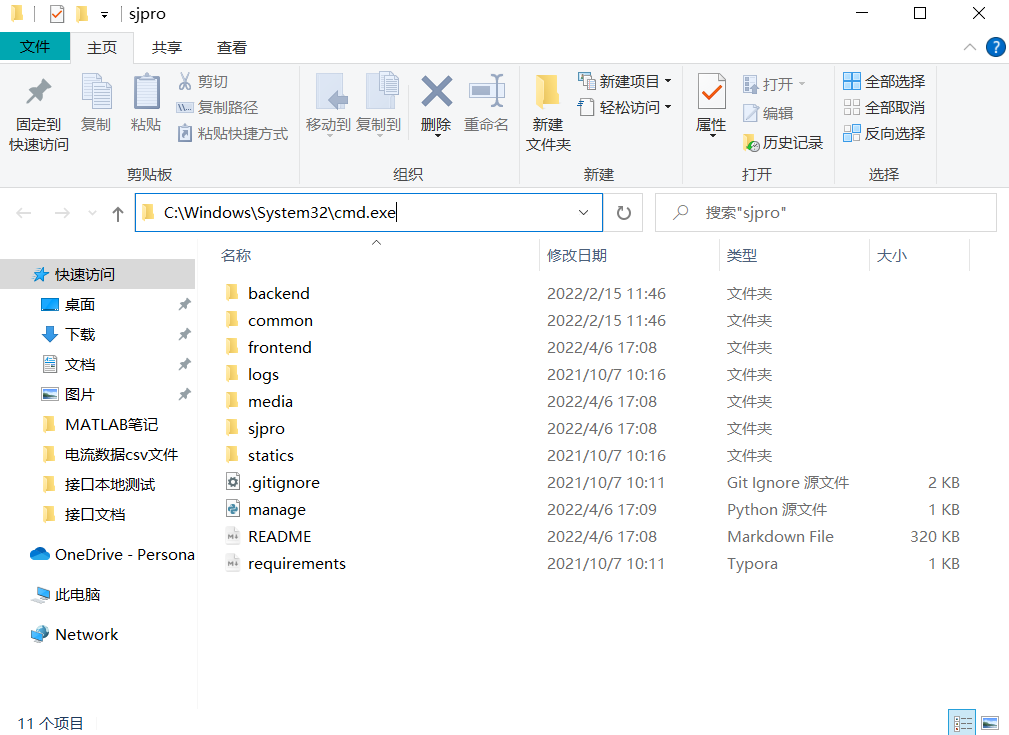 sjpro
文件 主页 共享 查看
固定到快速访问 复制 粘贴 剪切 复制路径 粘贴快捷方式
移动到 复制到 删除 重命名
新建文件夹 新建项目 轻松访问
属性 打开 编辑 历史记录
全部选择 全部取消 反向选择
剪贴板 组织 新建 打开 选择
C:\Windows\System32\cmd.exe 搜索"sjpro"
名称 修改日期 类型 大小
快速访问
桌面
下载
文档
图片
MATLAB笔记
电流数据csv文件
接口本地测试
接口文档
OneDrive - Persona
此电脑
Network
backend 2022/2/15 11:46 文件夹
common 2022/2/15 11:46 文件夹
frontend 2022/4/6 17:08 文件夹
logs 2021/10/7 10:16 文件夹
media 2022/4/6 17:08 文件夹
sjpro 2022/4/6 17:08 文件夹
statics 2021/10/7 10:16 文件夹
.gitignore 2021/10/7 10:11 Git Ignore 源文件 2 KB
manage 2022/4/6 17:09 Python 源文件 1 KB
README 2022/4/6 17:08 Markdown File 320 KB
requirements 2021/10/7 10:11 Typora 1 KB
11 个项目